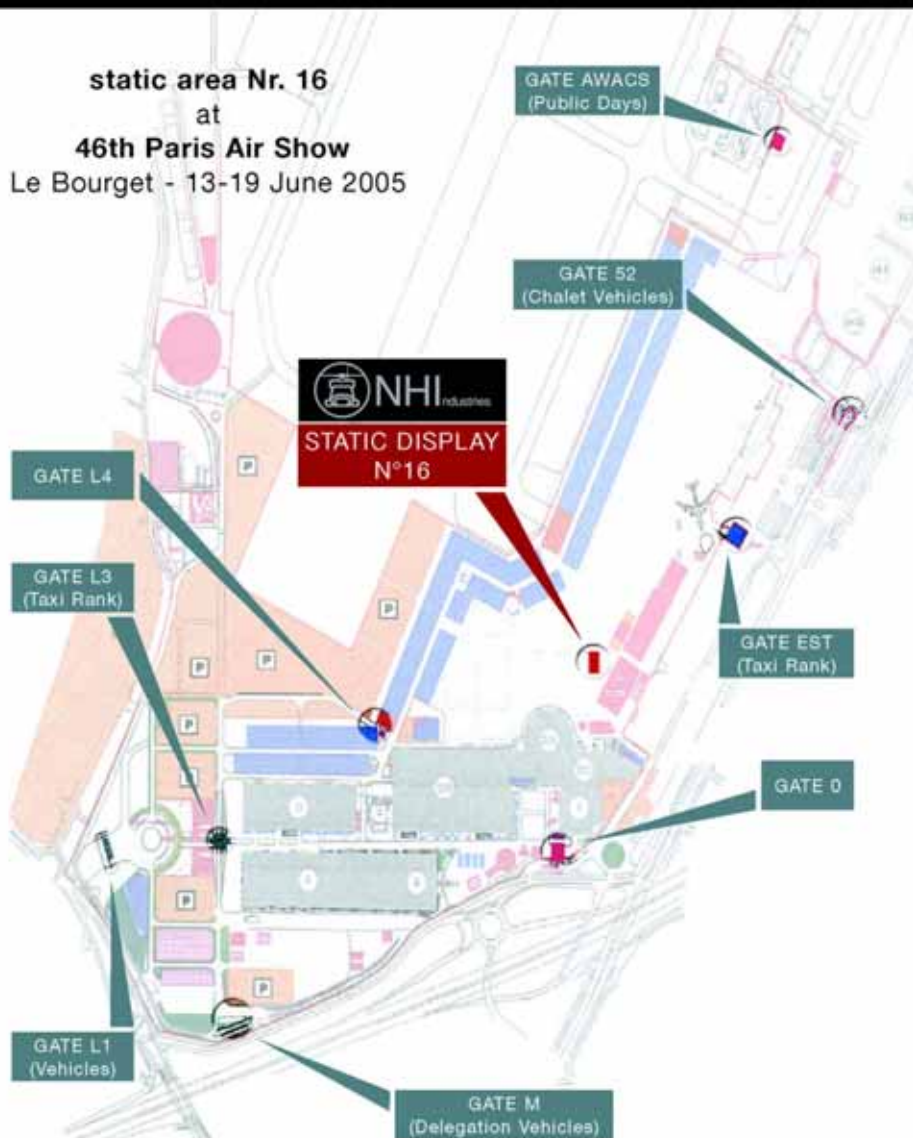 static area Nr. 16
at
46th Paris Air Show
Le Bourget - 13-19 June 2005
GATE AWACS
(Public Days)
GATE 52
(Chalet Vehicles)
NHIndustries
STATIC DISPLAY
N°16
GATE L4
GATE L3
(Taxi Rank)
GATE EST
(Taxi Rank)
GATE 0
GATE L1
(Vehicles)
GATE M
(Delegation Vehicles)
P
P
P
P
P
P
P
P